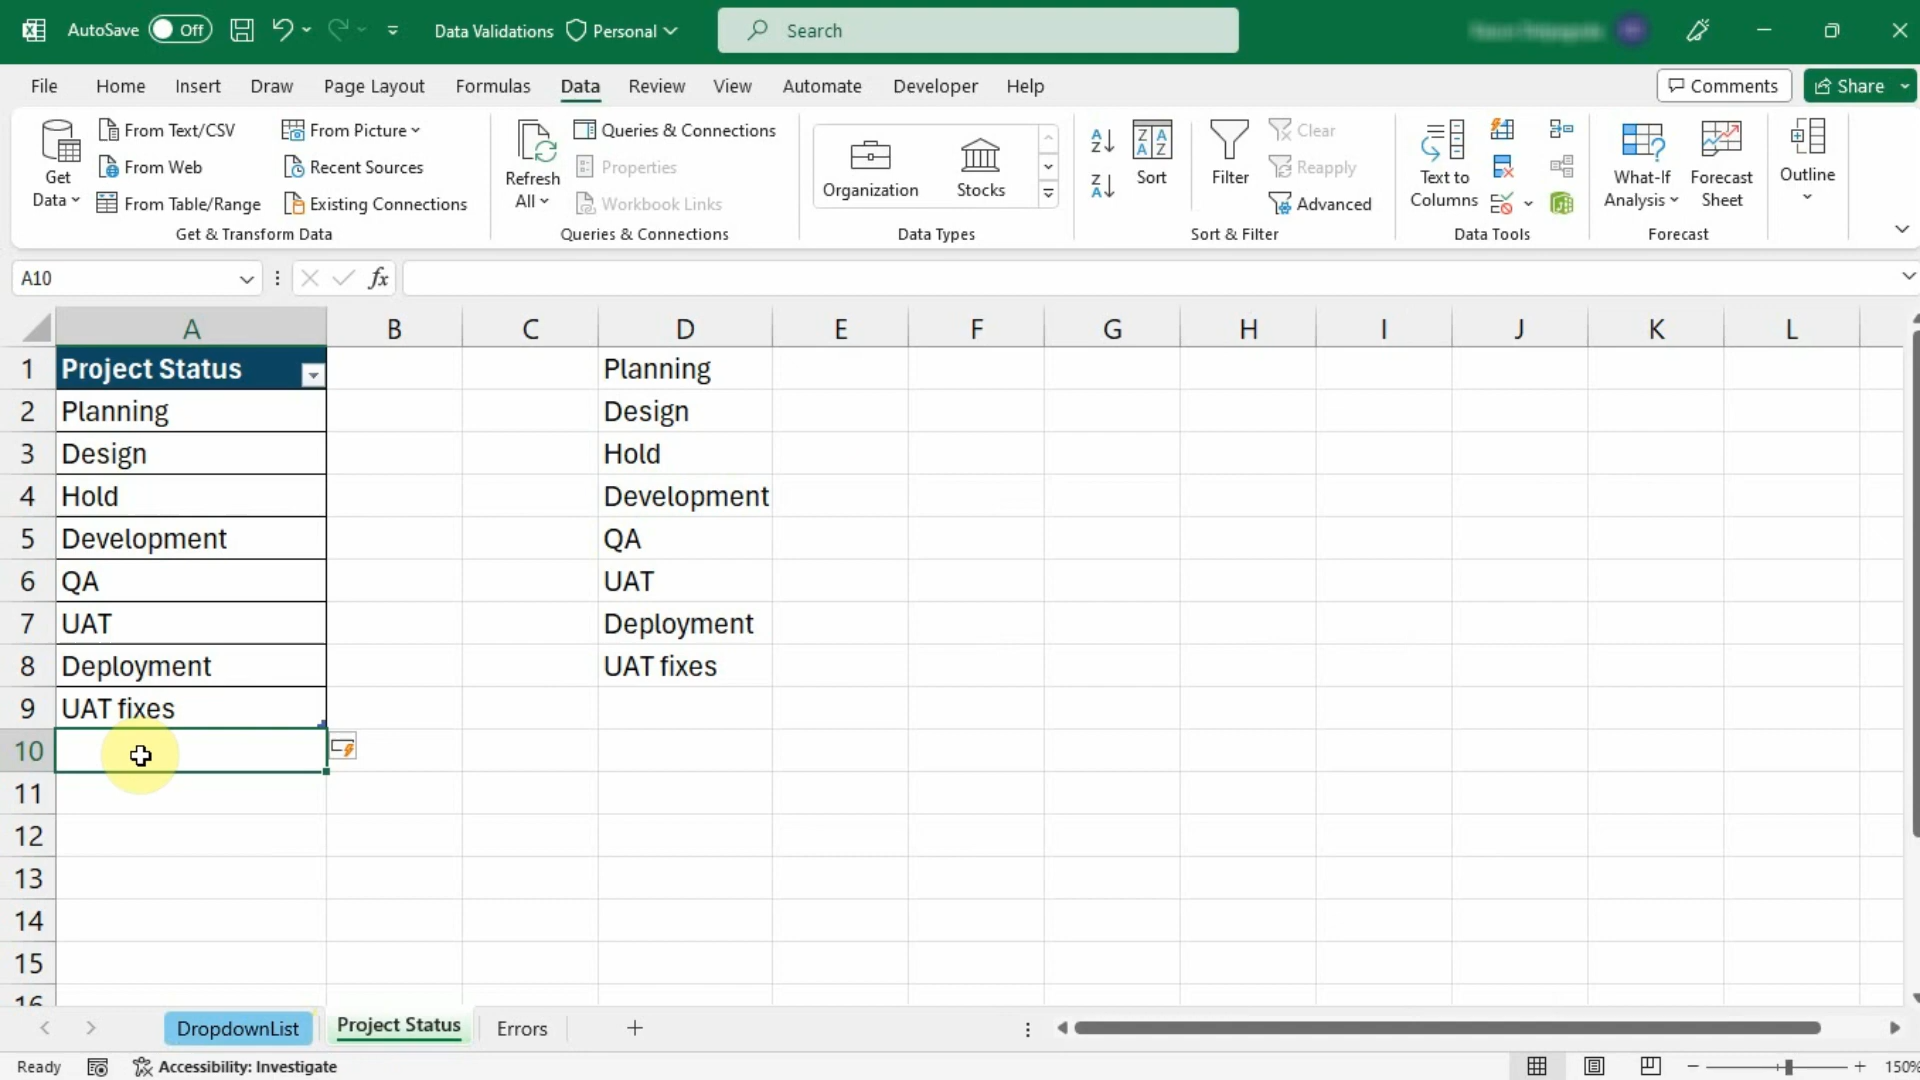 AutoSave Off Data Validations Personal Search
File Home Insert Draw Page Layout Formulas Data Review View Automate Developer Help Comments Share
Get Data
From Text/CSV
From Web
From Table/Range
From Picture
Recent Sources
Existing Connections
Get & Transform Data
Refresh All
Queries & Connections
Properties
Workbook Links
Queries & Connections
Organization Stocks
Data Types
Sort
Filter
Clear
Reapply
Advanced
Sort & Filter
Text to Columns
Data Tools
What-If Analysis
Forecast Sheet
Forecast
Outline
A10 fx
A B C D E F G H I J K L
1 Project Status Planning
2 Planning Design
3 Design Hold
4 Hold Development
5 Development QA
6 QA UAT
7 UAT Deployment
8 Deployment UAT fixes
9 UAT fixes
10
11
12
13
14
15
16
DropdownList Project Status Errors
Ready Accessibility: Investigate 150%